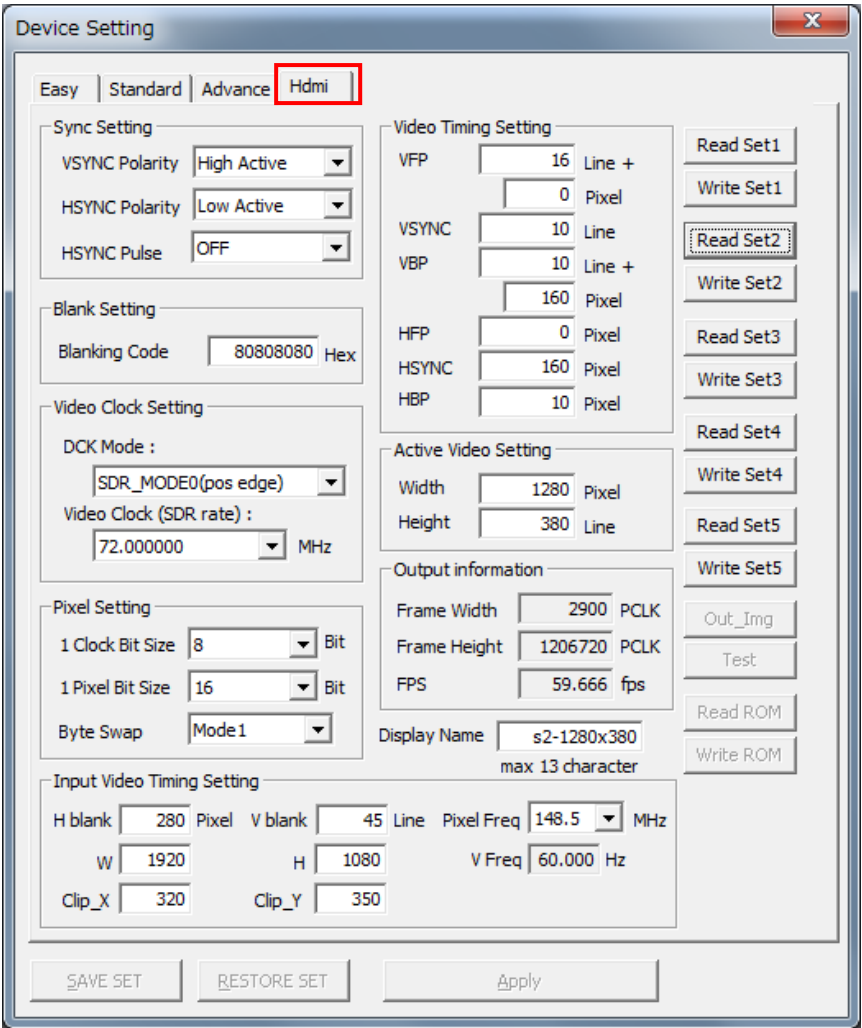 Device Setting
x
Easy Standard Advance Hdmi
Sync Setting
VSYNC Polarity High Active
HSYNC Polarity Low Active
HSYNC Pulse OFF
Blank Setting
Blanking Code 80808080 Hex
Video Clock Setting
DCK Mode :
SDR_MODE0(pos edge)
Video Clock (SDR rate) :
72.000000 MHz
Pixel Setting
1 Clock Bit Size 8 Bit
1 Pixel Bit Size 16 Bit
Byte Swap Mode1
Video Timing Setting
VFP 16 Line +
0 Pixel
VSYNC 10 Line
VBP 10 Line +
160 Pixel
HFP 0 Pixel
HSYNC 160 Pixel
HBP 10 Pixel
Active Video Setting
Width 1280 Pixel
Height 380 Line
Output information
Frame Width 2900 PCLK
Frame Height 1206720 PCLK
FPS 59.666 fps
Display Name s2-1280x380
max 13 character
Read Set1
Write Set1
Read Set2
Write Set2
Read Set3
Write Set3
Read Set4
Write Set4
Read Set5
Write Set5
Out_Img
Test
Read ROM
Write ROM
Input Video Timing Setting
H blank 280 Pixel V blank 45 Line Pixel Freq 148.5 MHz
W 1920 H 1080 V Freq 60.000 Hz
Clip_X 320 Clip_Y 350
SAVE SET RESTORE SET Apply